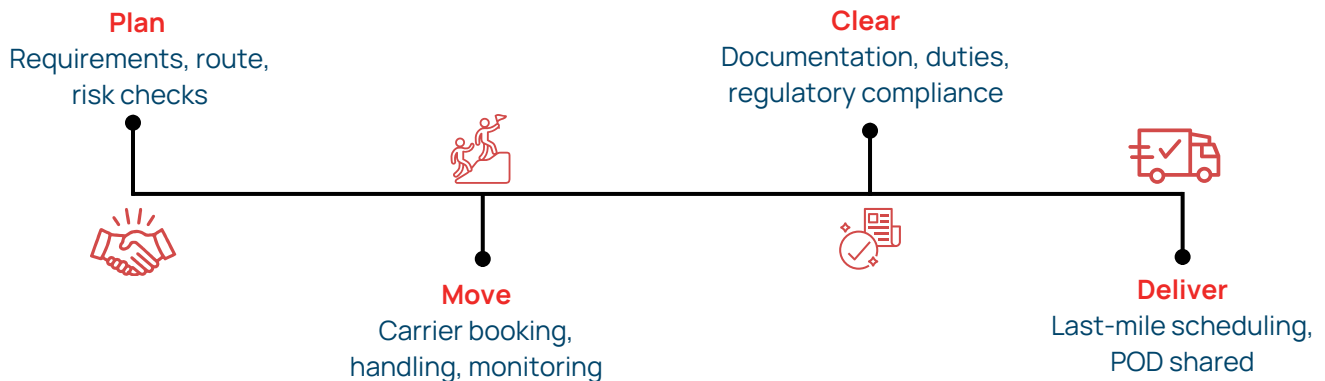 Plan
Requirements, route,
risk checks
Move
Carrier booking,
handling, monitoring
Clear
Documentation, duties,
regulatory compliance
Deliver
Last-mile scheduling,
POD shared